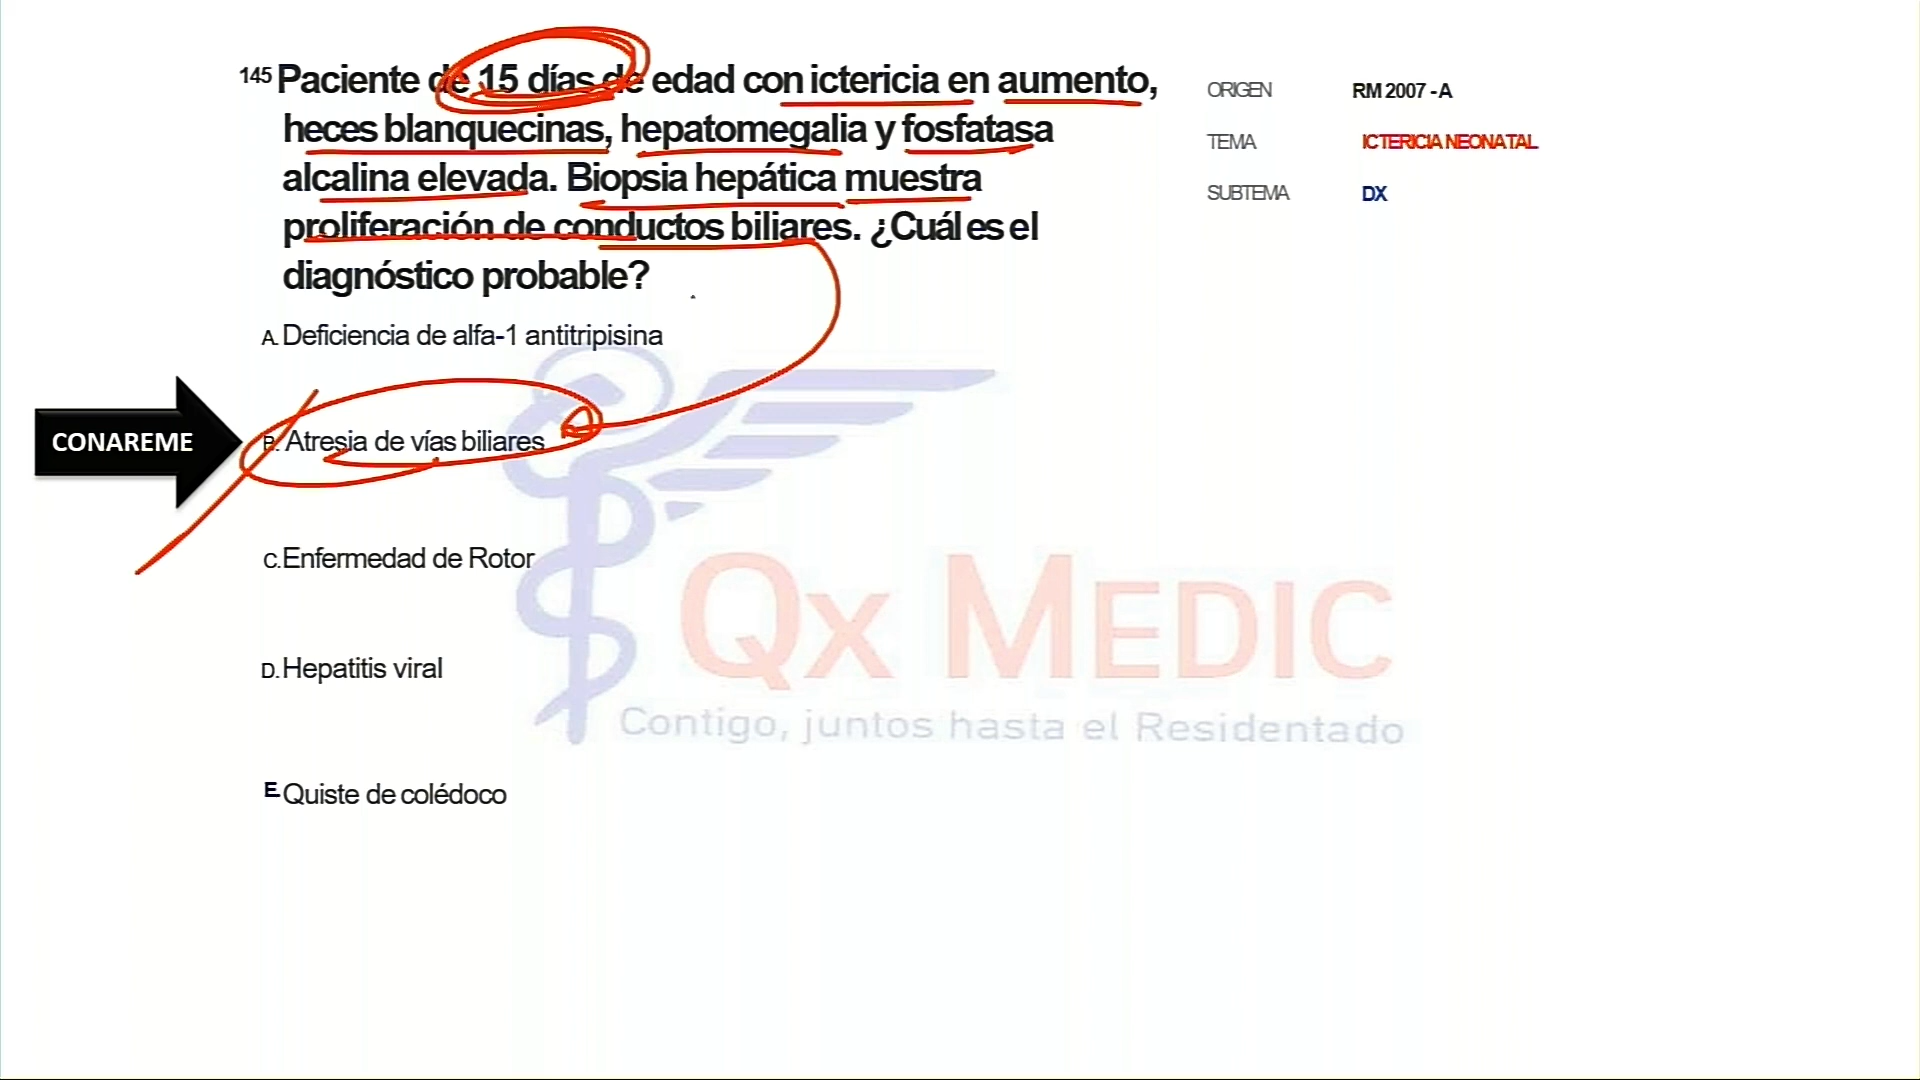 145 Paciente de 15 días de edad con ictericia en aumento,
heces blanquecinas, hepatomegalia y fosfatasa
alcalina elevada. Biopsia hepática muestra
proliferación de conductos biliares. ¿Cuál es el
diagnóstico probable?
A. Deficiencia de alfa-1 antitripisina
B. Atresia de vías biliares
C. Enfermedad de Rotor
D. Hepatitis viral
E. Quiste de colédoco
CONAREME
ORIGEN RM 2007 - A
TEMA ICTERICIA NEONATAL
SUBTEMA DX
Qx MEDIC
Contigo, juntos hasta el Residentado